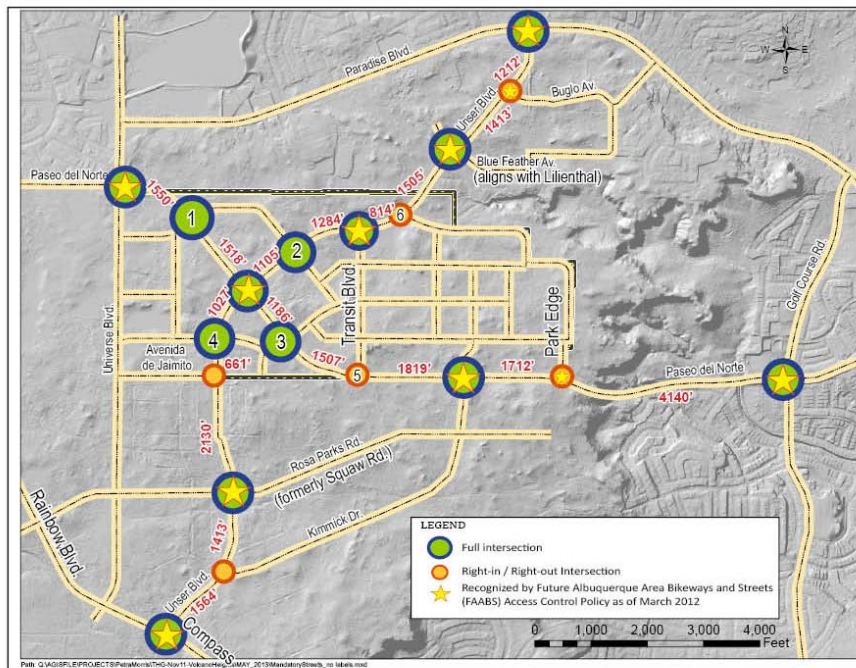 N
W E
S
Paradise Blvd.
1212'
Buglo Av.
Unser Blvd.
1413'
Blue Feather Av.
(aligns with Lilienthal)
Paseo del Norte
1550'
1505'
1
1284'
814'
6
Golf Course Rd.
1518'
1105'
2
Universe Blvd.
1027'
1186'
Transit Blvd.
4
3
Avenida
de Jaimito
661'
1507'
5
1819'
1712'
Park Edge
Paseo del Norte
4140'
2130'
Rosa Parks Rd.
(formerly Squaw Rd.)
Rainbow Blvd.
1413'
Kimmick Dr.
Unser Blvd.
1564'
Compass
LEGEND
Full intersection
Right-in / Right-out Intersection
Recognized by Future Albuquerque Area Bikeways and Streets
(FAABS) Access Control Policy as of March 2012
0 1,000 2,000 3,000 4,000
Feet